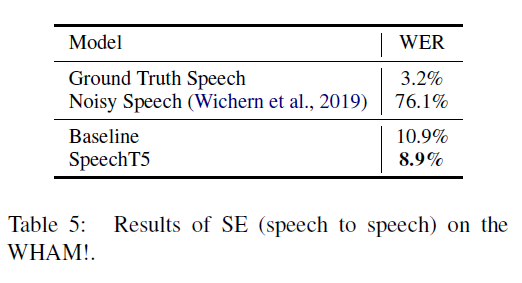 Model WER
Ground Truth Speech 3.2%
Noisy Speech (Wichern et al., 2019) 76.1%
Baseline 10.9%
SpeechT5 8.9%
Table 5: Results of SE (speech to speech) on the
WHAM!.